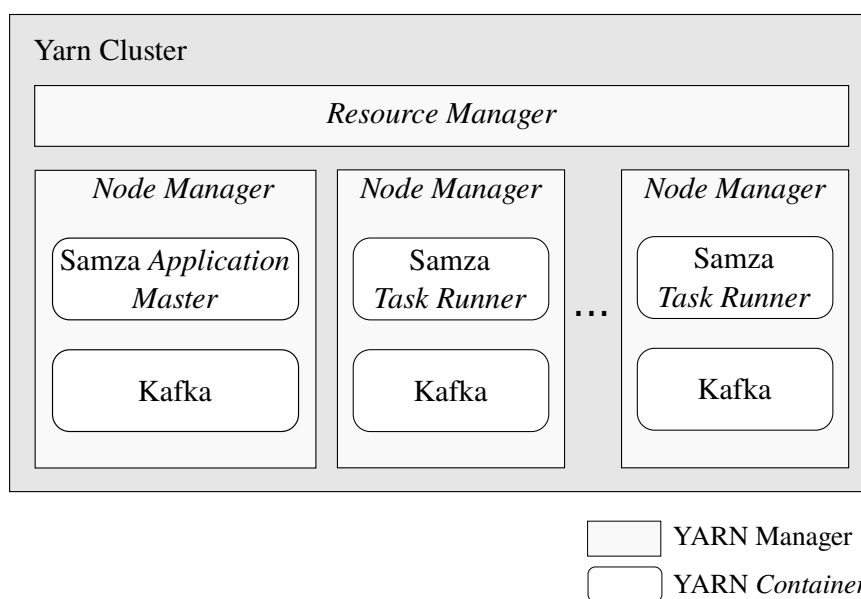 Yarn Cluster
Resource Manager
Node Manager
Samza Application
Master
Kafka
Node Manager
Samza
Task Runner
Kafka
...
Node Manager
Samza
Task Runner
Kafka
YARN Manager
YARN Container